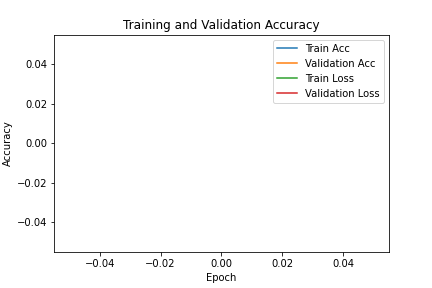 Training and Validation Accuracy
Train Acc
Validation Acc
Train Loss
Validation Loss
0.04
0.02
0.00
−0.02
−0.04
Accuracy
−0.04
−0.02
0.00
0.02
0.04
Epoch